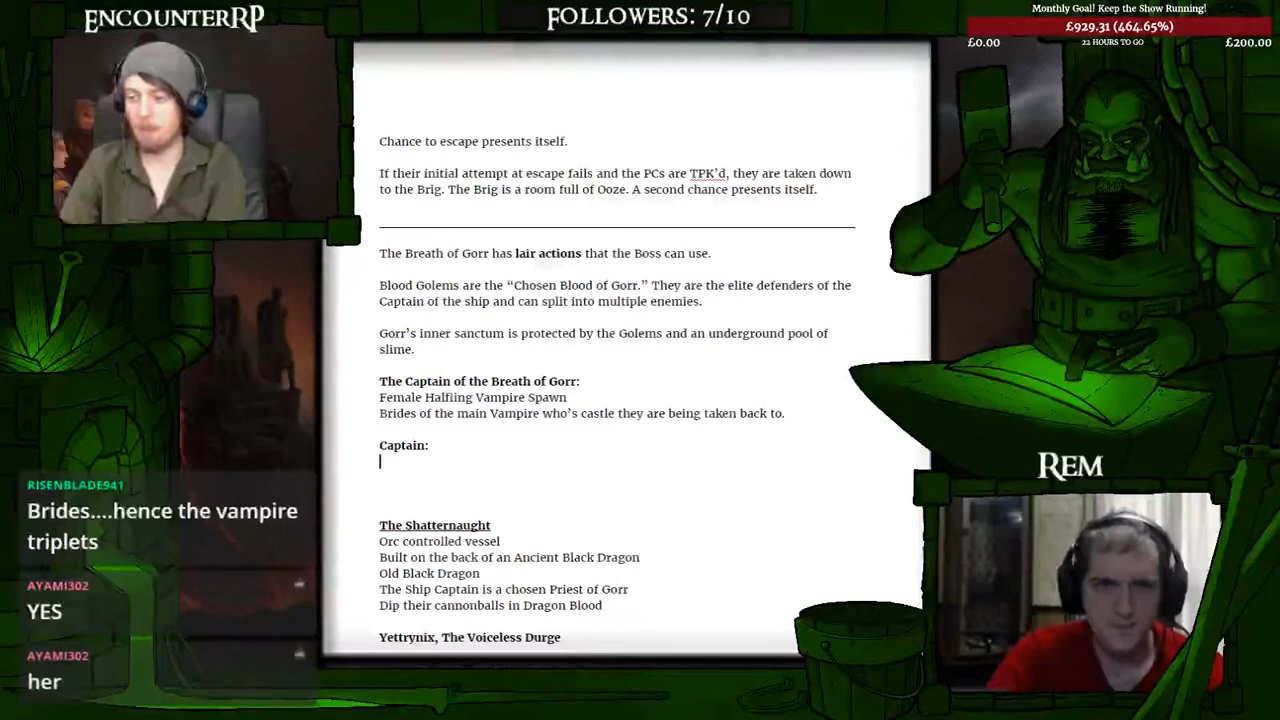 EncounterRP
Followers: 7/10
Monthly Goal! Keep the Show Running!
£929.31 (464.65%)
£0.00
22 HOURS TO GO
£200.00
Chance to escape presents itself.
If their initial attempt at escape fails and the PCs are TPK’d, they are taken down
to the Brig. The Brig is a room full of Ooze. A second chance presents itself.
The Breath of Gorr has lair actions that the Boss can use.
Blood Golems are the “Chosen Blood of Gorr.” They are the elite defenders of the
Captain of the ship and can split into multiple enemies.
Gorr’s inner sanctum is protected by the Golems and an underground pool of
slime.
The Captain of the Breath of Gorr:
Female Halfling Vampire Spawn
Brides of the main Vampire who’s castle they are being taken back to.
Captain:
The Shatternaught
Orc controlled vessel
Built on the back of an Ancient Black Dragon
Old Black Dragon
The Ship Captain is a chosen Priest of Gorr
Dip their cannonballs in Dragon Blood
Yettrynix, The Voiceless Durge
RISENBLADE941
Brides....hence the vampire
triplets
AYAMI302
YES
AYAMI302
her
Rem